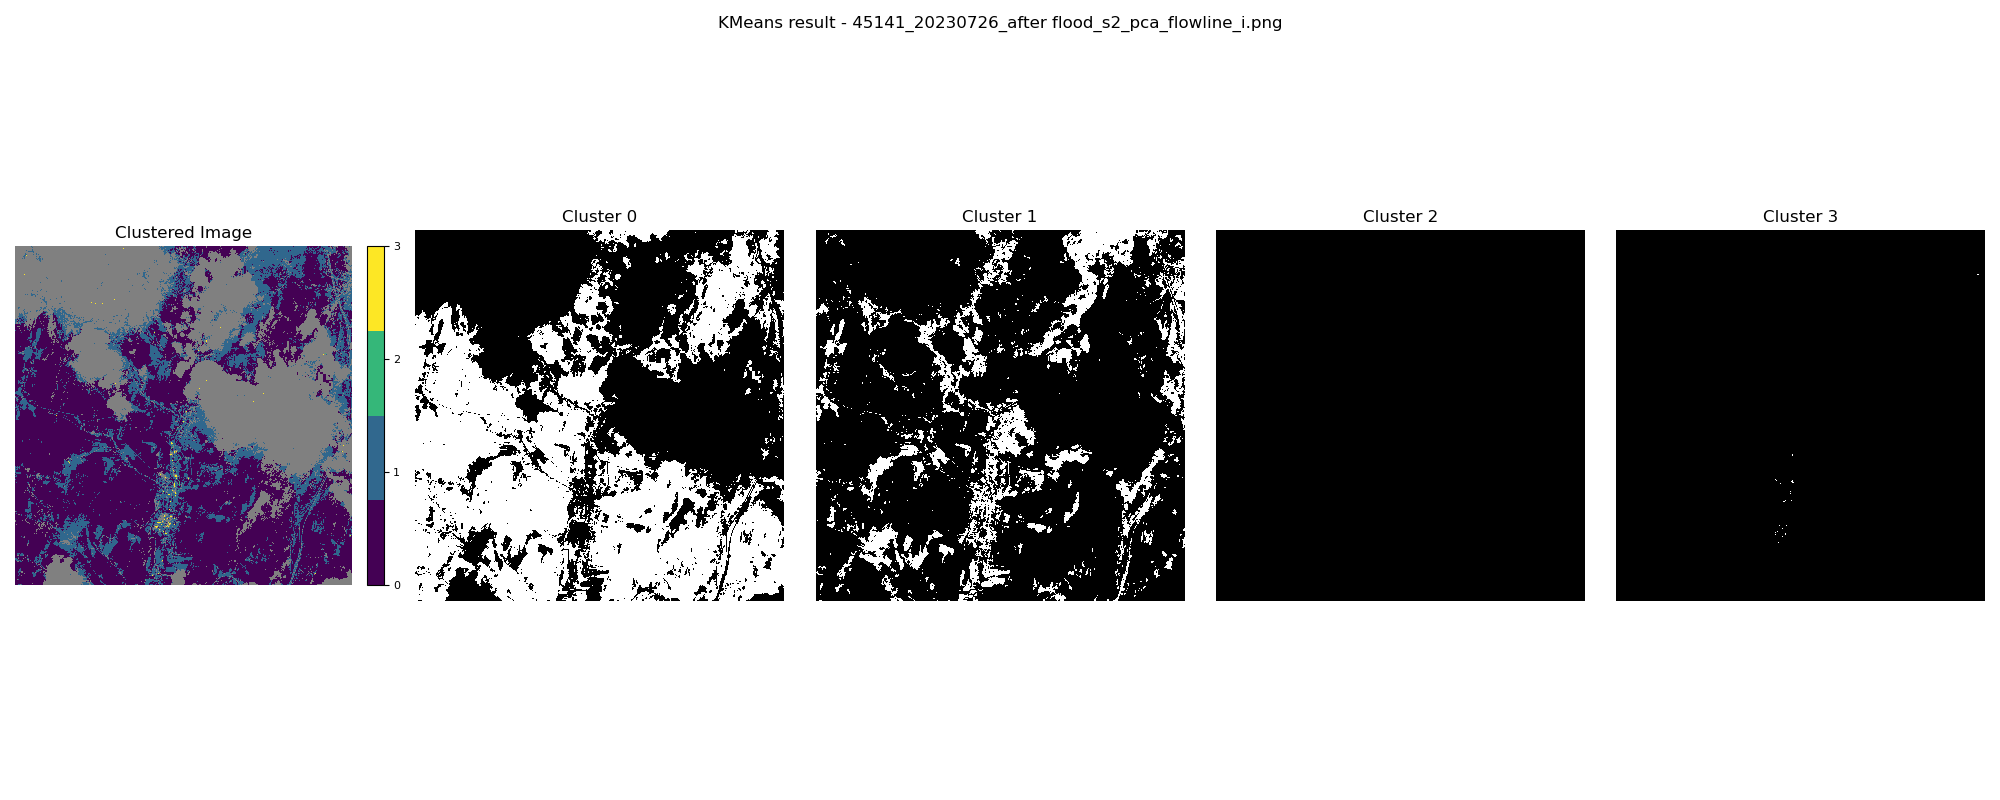 KMeans result - 45141_20230726_after flood_s2_pca_flowline_i.png
Clustered Image
Cluster 0
Cluster 1
Cluster 2
Cluster 3
3
2
1
0